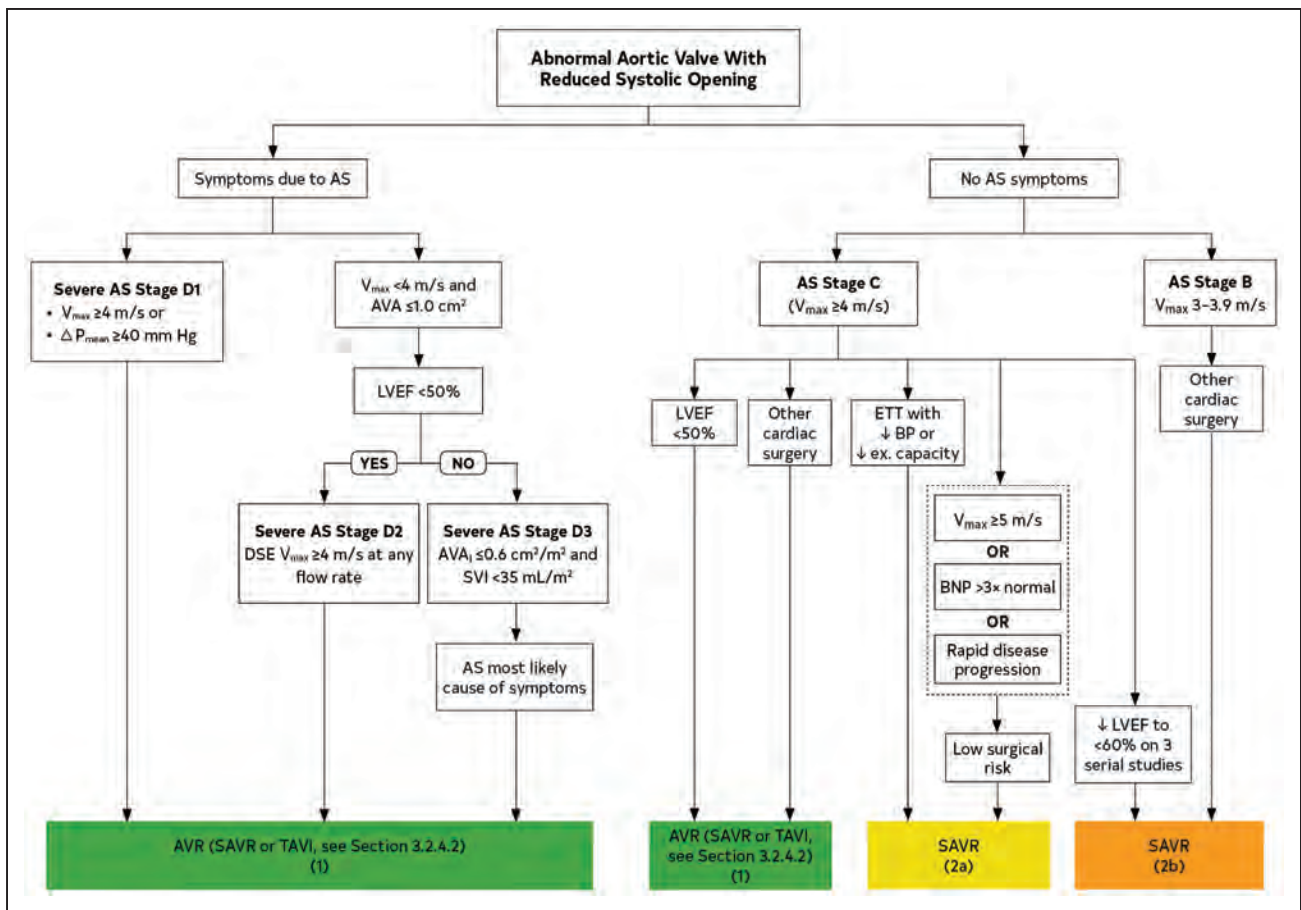 Abnormal Aortic Valve With
Reduced Systolic Opening
Symptoms due to AS
No AS symptoms
Severe AS Stage D1
• Vmax ≥4 m/s or
• △Pmean ≥40 mm Hg
Vmax <4 m/s and
AVA ≤1.0 cm²
AS Stage C
(Vmax ≥4 m/s)
AS Stage B
Vmax 3–3.9 m/s
LVEF <50%
LVEF
<50%
Other
cardiac
surgery
ETT with
↓ BP or
↓ ex. capacity
Other
cardiac
surgery
YES
NO
Severe AS Stage D2
DSE Vmax ≥4 m/s at any
flow rate
Severe AS Stage D3
AVAI ≤0.6 cm²/m² and
SVI <35 mL/m²
Vmax ≥5 m/s
OR
BNP >3× normal
OR
Rapid disease
progression
AS most likely
cause of symptoms
Low surgical
risk
↓ LVEF to
<60% on 3
serial studies
AVR (SAVR or TAVI, see Section 3.2.4.2)
(1)
AVR (SAVR or TAVI,
see Section 3.2.4.2)
(1)
SAVR
(2a)
SAVR
(2b)